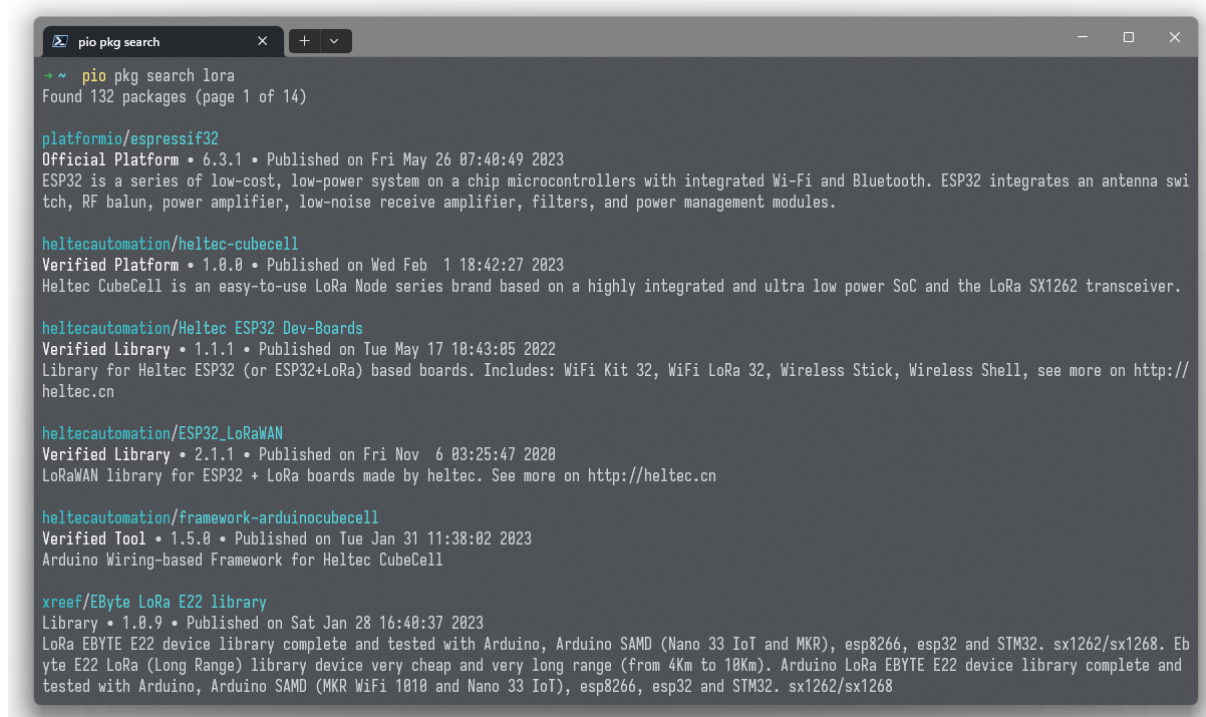 pio pkg search
→ ~ pio pkg search lora
Found 132 packages (page 1 of 14)
platformio/espressif32
Official Platform • 6.3.1 • Published on Fri May 26 07:40:49 2023
ESP32 is a series of low-cost, low-power system on a chip microcontrollers with integrated Wi-Fi and Bluetooth. ESP32 integrates an antenna swi
tch, RF balun, power amplifier, low-noise receive amplifier, filters, and power management modules.
heltecautomation/heltec-cubecell
Verified Platform • 1.0.0 • Published on Wed Feb  1 18:42:27 2023
Heltec CubeCell is an easy-to-use LoRa Node series brand based on a highly integrated and ultra low power SoC and the LoRa SX1262 transceiver.
heltecautomation/Heltec ESP32 Dev-Boards
Verified Library • 1.1.1 • Published on Tue May 17 10:43:05 2022
Library for Heltec ESP32 (or ESP32+LoRa) based boards. Includes: WiFi Kit 32, WiFi LoRa 32, Wireless Stick, Wireless Shell, see more on http://
heltec.cn
heltecautomation/ESP32_LoRaWAN
Verified Library • 2.1.1 • Published on Fri Nov  6 03:25:47 2020
LoRaWAN library for ESP32 + LoRa boards made by heltec. See more on http://heltec.cn
heltecautomation/framework-arduinocubecell
Verified Tool • 1.5.0 • Published on Tue Jan 31 11:38:02 2023
Arduino Wiring-based Framework for Heltec CubeCell
xreef/EByte LoRa E22 library
Library • 1.0.9 • Published on Sat Jan 28 16:40:37 2023
LoRa EBYTE E22 device library complete and tested with Arduino, Arduino SAMD (Nano 33 IoT and MKR), esp8266, esp32 and STM32. sx1262/sx1268. Eb
yte E22 LoRa (Long Range) library device very cheap and very long range (from 4Km to 10Km). Arduino LoRa EBYTE E22 device library complete and
tested with Arduino, Arduino SAMD (MKR WiFi 1010 and Nano 33 IoT), esp8266, esp32 and STM32. sx1262/sx1268